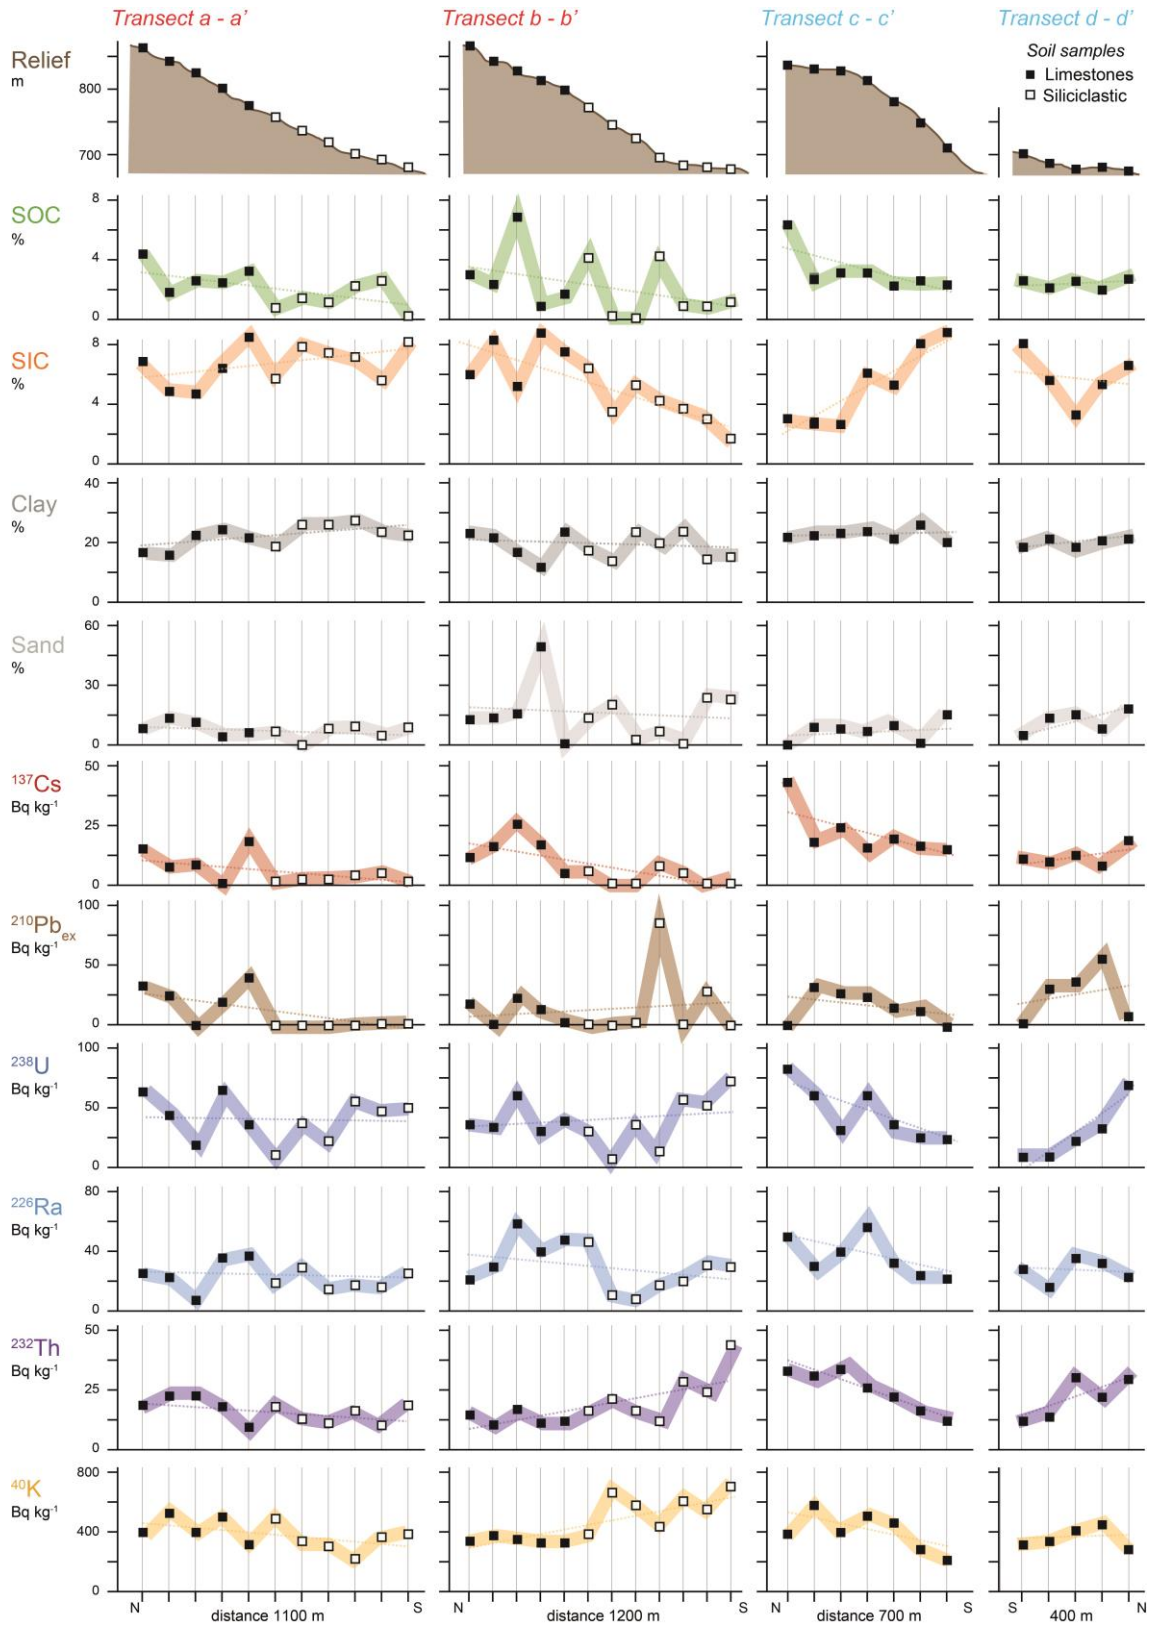 Transect a - a’
Transect b - b’
Transect c - c’
Transect d - d’
Relief
m
800
700
Soil samples
Limestones
Siliciclastic
SOC
%
8
4
0
SIC
%
8
4
0
Clay
%
40
20
0
Sand
%
60
30
0
137Cs
Bq kg-1
50
25
0
210Pbex
Bq kg-1
100
50
0
238U
Bq kg-1
100
50
0
226Ra
Bq kg-1
80
40
0
232Th
Bq kg-1
50
25
0
40K
Bq kg-1
800
400
0
N distance 1100 m S
N distance 1200 m S
N distance 700 m S
S 400 m N